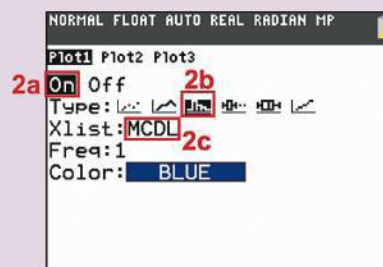 NORMAL FLOAT AUTO REAL RADIAN MP
Plot1 Plot2 Plot3
2a On Off 2b
Type:
Xlist:MCDL 2c
Freq:1
Color: BLUE